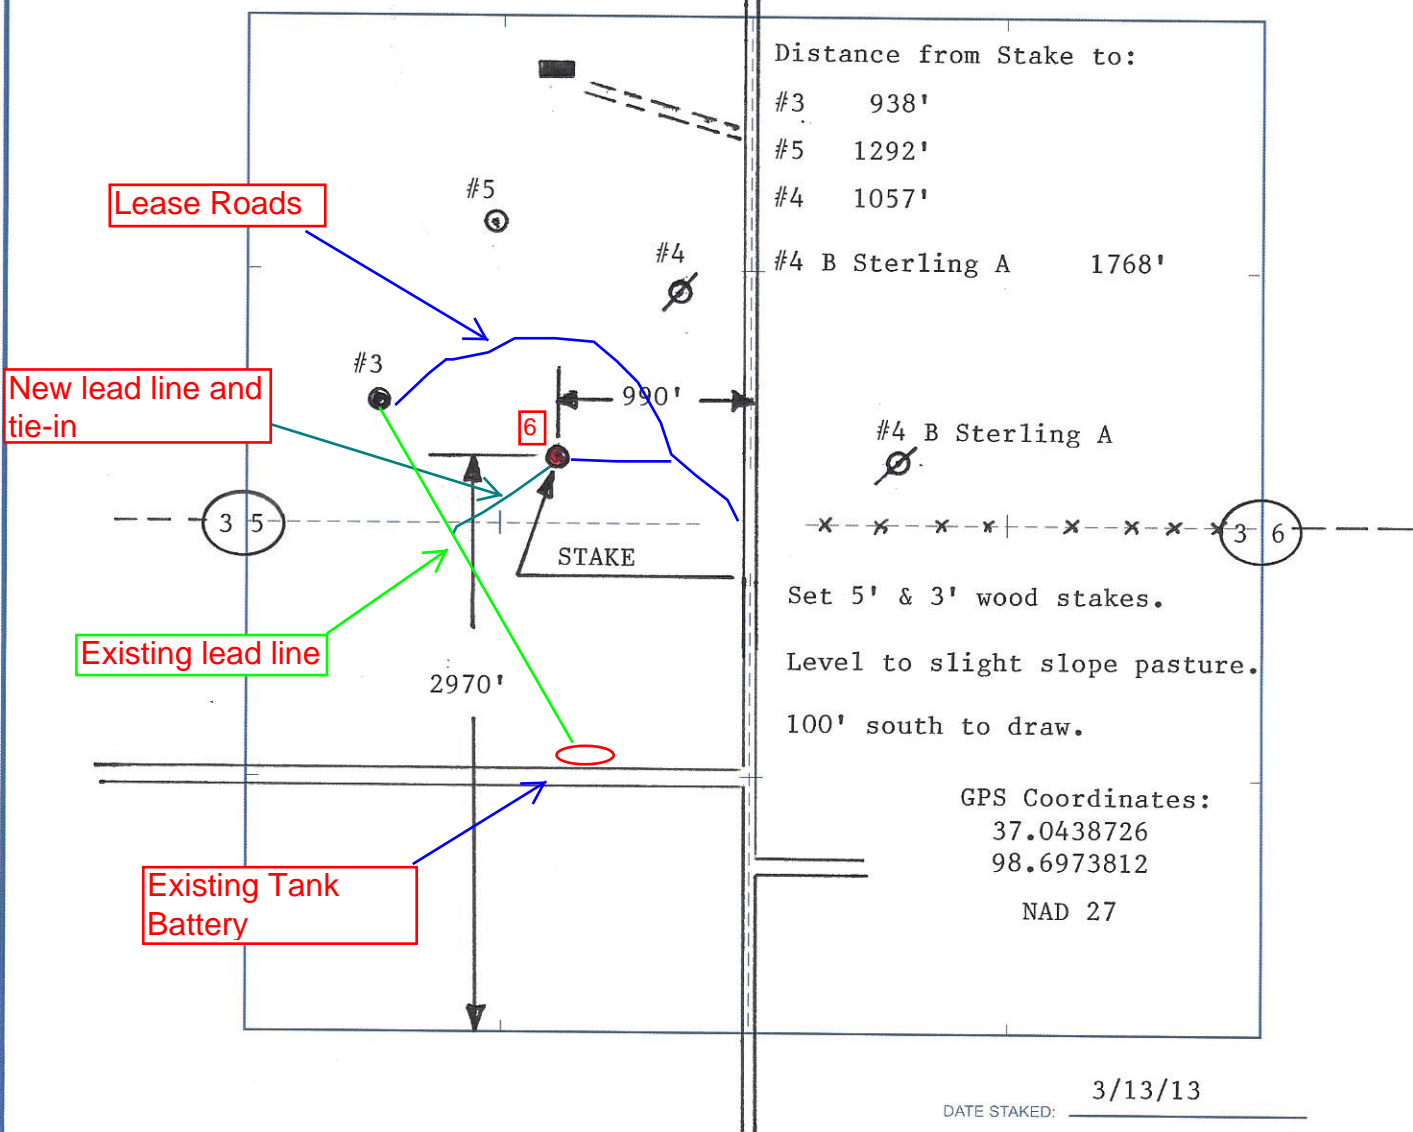 Distance from Stake to:
#3 938'
#5 1292'
#4 1057'
#4 B Sterling A 1768'
#5
Lease Roads
#4
#3
New lead line and
tie-in
990'
6
#4 B Sterling A
3 5
3 6
STAKE
Set 5' & 3' wood stakes.
Existing lead line
Level to slight slope pasture.
2970'
100' south to draw.
GPS Coordinates:
37.0438726
98.6973812
NAD 27
Existing Tank
Battery
3/13/13
DATE STAKED: